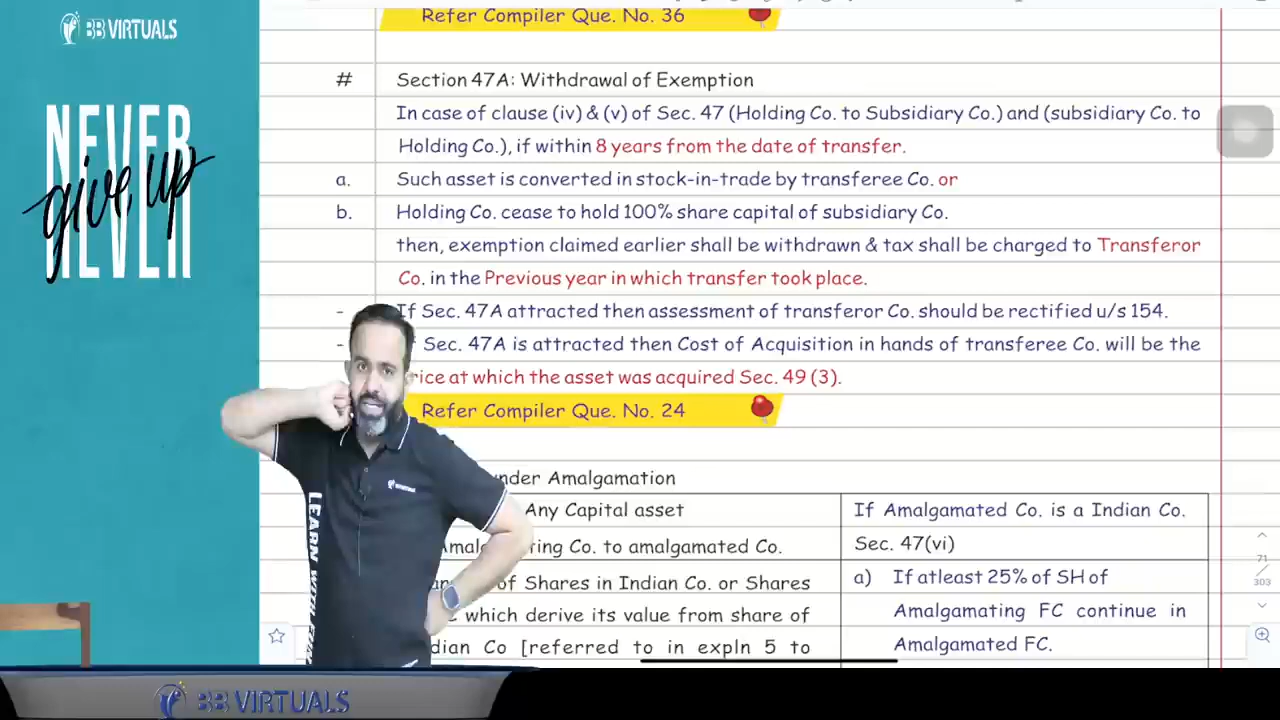 BB VIRTUALS
NEVER
give up
NEVER
Refer Compiler Que. No. 36
# Section 47A: Withdrawal of Exemption
In case of clause (iv) & (v) of Sec. 47 (Holding Co. to Subsidiary Co.) and (subsidiary Co. to
Holding Co.), if within 8 years from the date of transfer.
a. Such asset is converted in stock-in-trade by transferee Co. or
b. Holding Co. cease to hold 100% share capital of subsidiary Co.
then, exemption claimed earlier shall be withdrawn & tax shall be charged to Transferor
Co. in the Previous year in which transfer took place.
- If Sec. 47A attracted then assessment of transferor Co. should be rectified u/s 154.
- Sec. 47A is attracted then Cost of Acquisition in hands of transferee Co. will be the
at which the asset was acquired Sec. 49 (3).
Refer Compiler Que. No. 24
under Amalgamation
Any Capital asset
to amalgamated Co.
of Shares in Indian Co. or Shares
which derive its value from share of
Co [referred to in expln 5 to
If Amalgamated Co. is a Indian Co.
Sec. 47(vi)
a) If atleast 25% of SH of
Amalgamating FC continue in
Amalgamated FC.
71
303
VIRTUALS
LEARN WITH
BB VIRTUALS